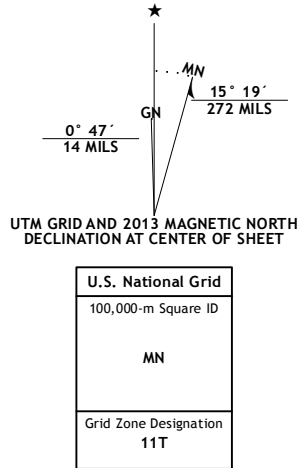 ★
MN
GN
15° 19´
272 MILS
0° 47´
14 MILS
UTM GRID AND 2013 MAGNETIC NORTH
DECLINATION AT CENTER OF SHEET
U.S. National Grid
100,000-m Square ID
MN
Grid Zone Designation
11T